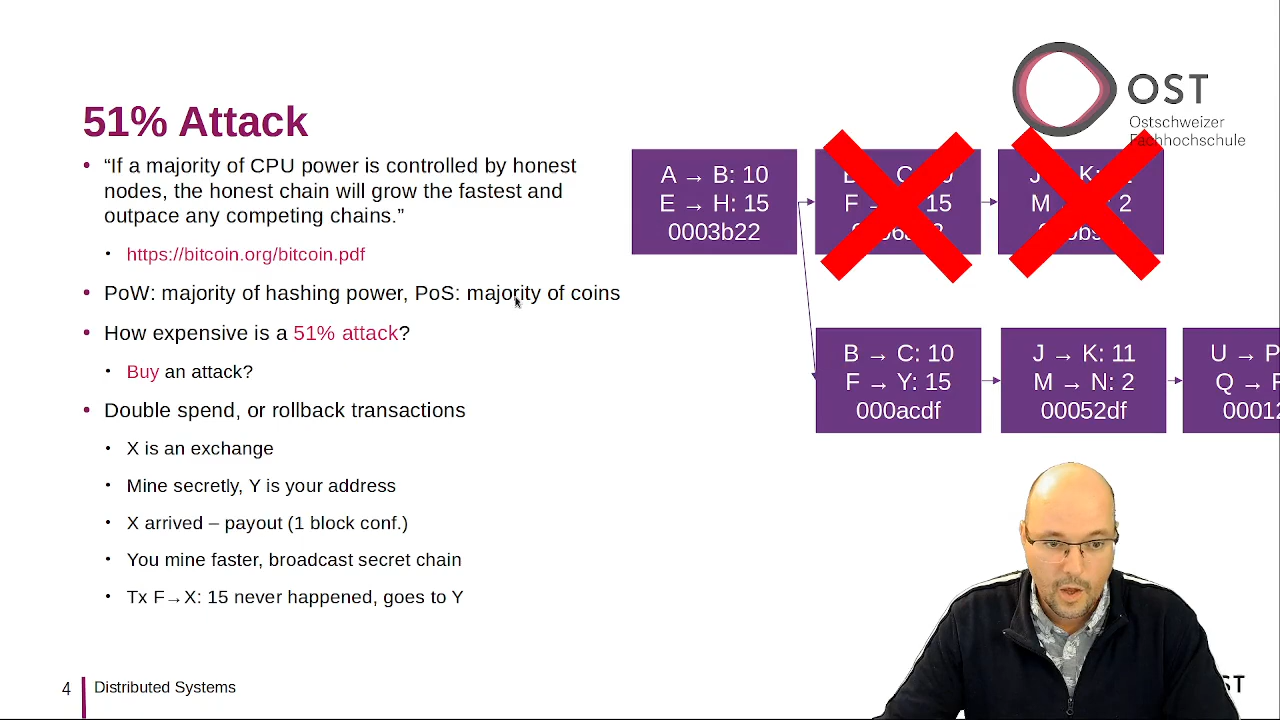 51% Attack
• “If a majority of CPU power is controlled by honest
nodes, the honest chain will grow the fastest and
outpace any competing chains.”
• https://bitcoin.org/bitcoin.pdf
• PoW: majority of hashing power, PoS: majority of coins
• How expensive is a 51% attack?
• Buy an attack?
• Double spend, or rollback transactions
• X is an exchange
• Mine secretly, Y is your address
• X arrived – payout (1 block conf.)
• You mine faster, broadcast secret chain
• Tx F→X: 15 never happened, goes to Y
OST
Ostschweizer
Fachhochschule
A → B: 10
E → H: 15
0003b22
F 15
K:
M 2
B → C: 10
F → Y: 15
000acdf
J → K: 11
M → N: 2
00052df
U →
Q →
4
Distributed Systems